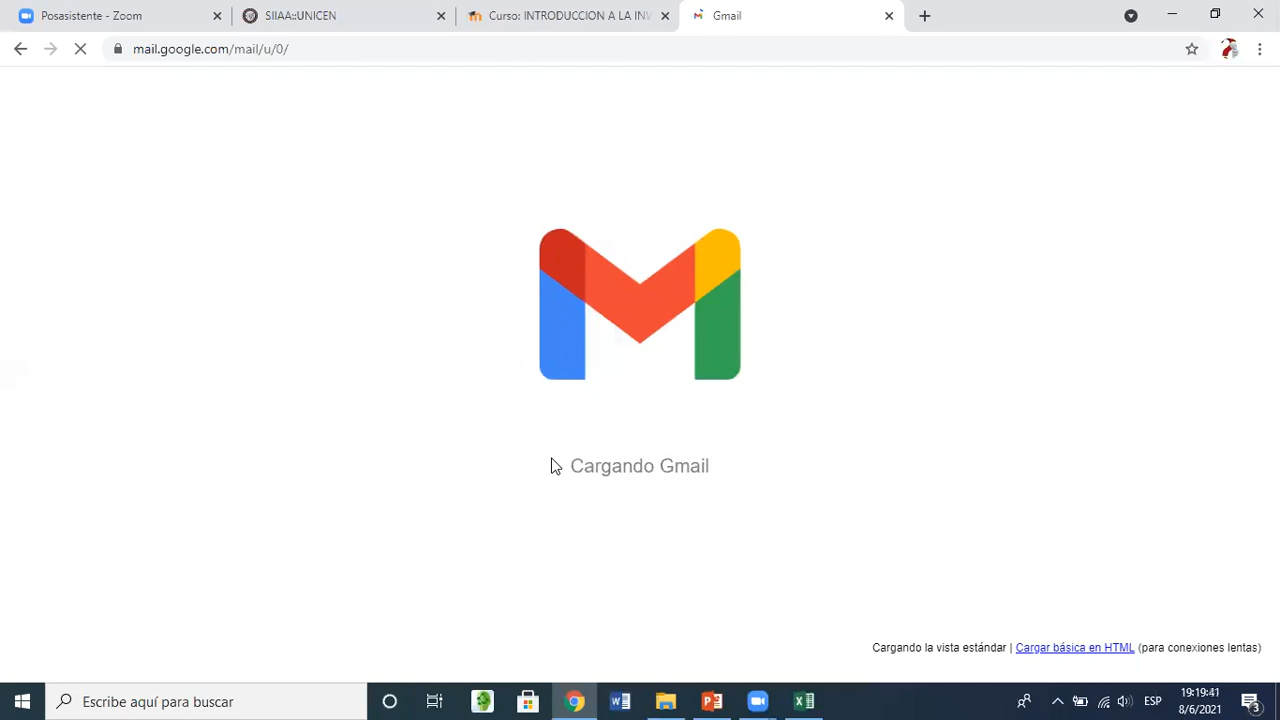 Posasistente - Zoom
SIIAA::UNICEN
Curso: INTRODUCCION A LA INV
Gmail
mail.google.com/mail/u/0/
Cargando Gmail
Cargando la vista estándar | Cargar básica en HTML (para conexiones lentas)
Escribe aquí para buscar
ESP
19:19:41
8/6/2021
3